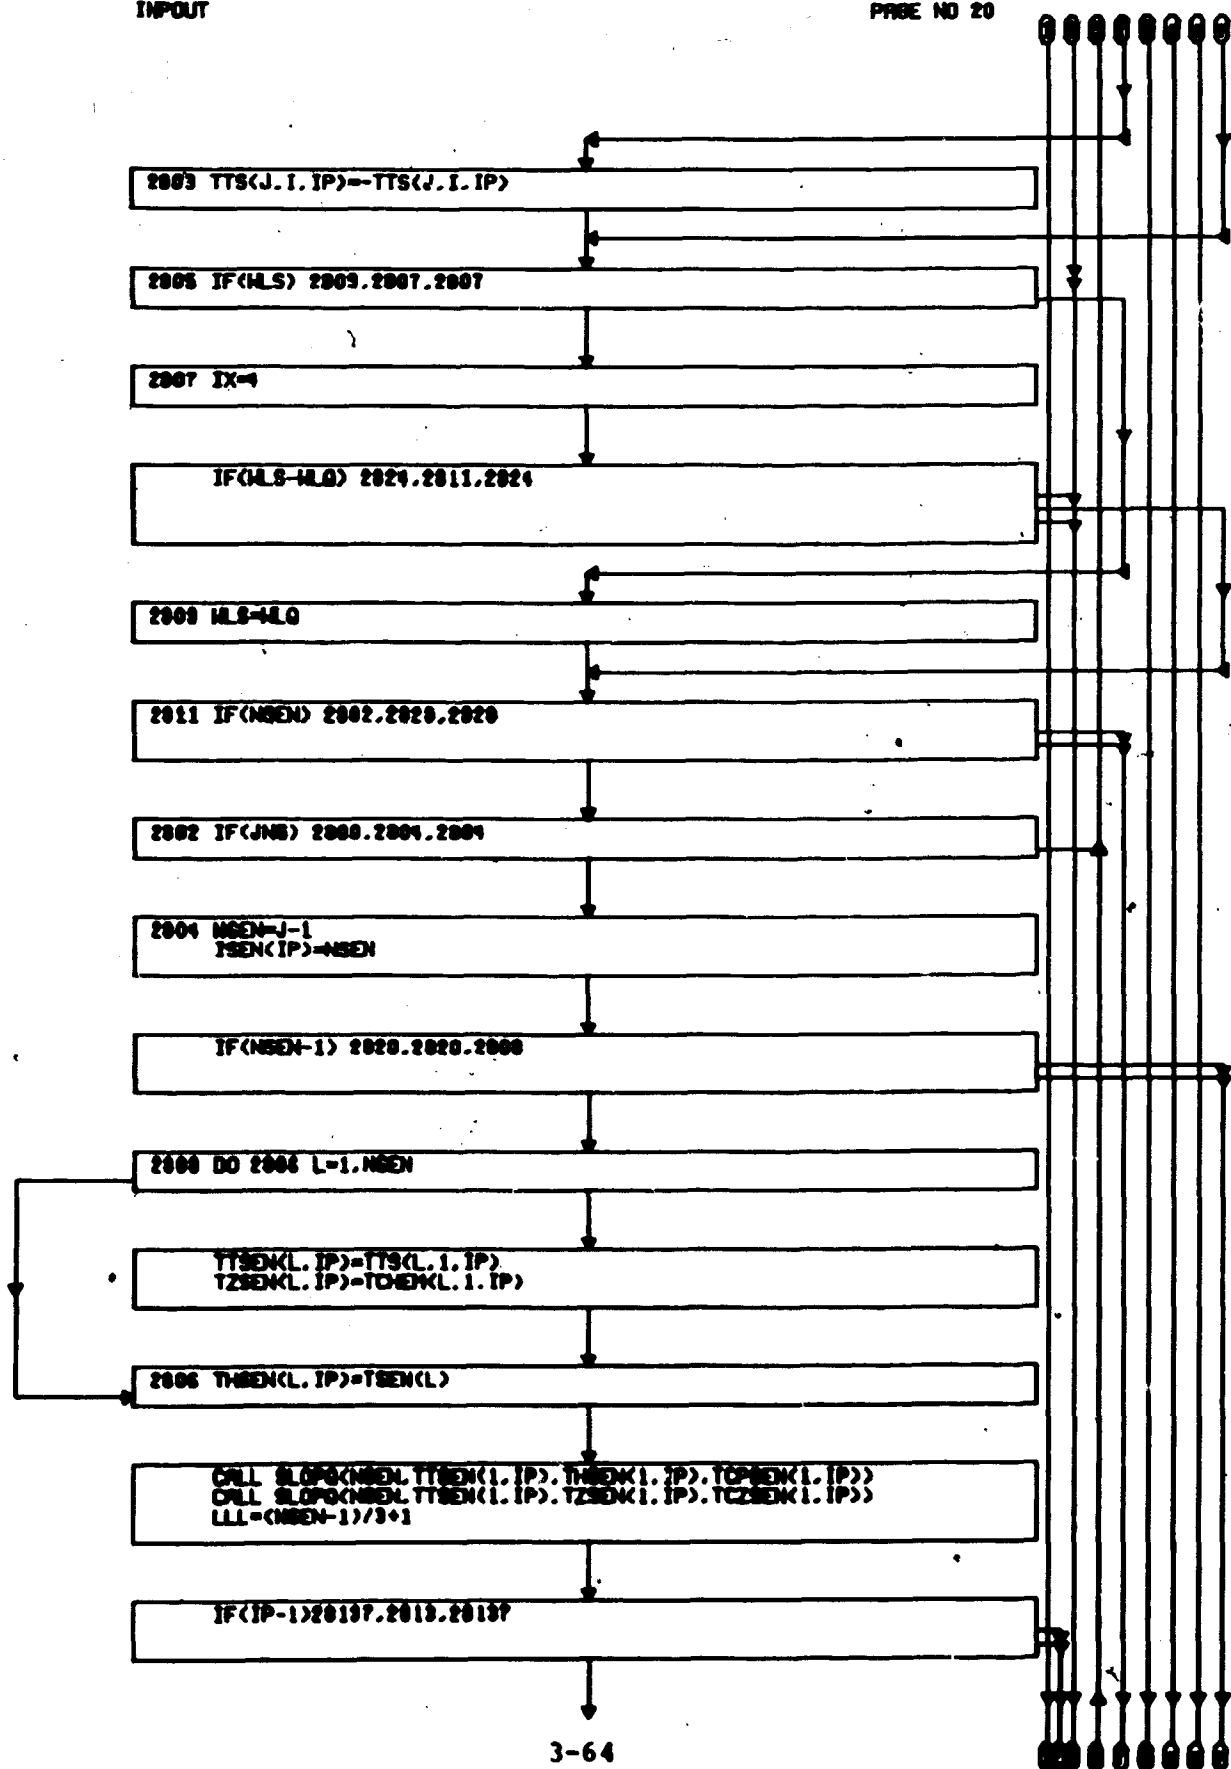 INPOUT PAGE NO 20
2003 TTS(J.I.IP)=-TTS(J.I.IP)
2005 IF(WLS) 2009.2007.2007
2007 IX=4
IF(WLS-WLQ) 2024.2011.2024
2009 WLS=WLQ
2011 IF(NSEN) 2002.2020.2020
2002 IF(JNS) 2000.2004.2004
2004 NSEN=J-1
ISEN(IP)=NSEN
IF(NSEN-1) 2020.2020.2008
2008 DO 2006 L=1.NSEN
TTSEN(L.IP)=TTS(L.1.IP)
TZSEN(L.IP)=TCHEM(L.1.IP)
2006 THSEN(L.IP)=TSEN(L)
CALL SLOPQ(NSEN.TTSEN(1.IP).THSEN(1.IP).TCPSEN(1.IP))
CALL SLOPQ(NSEN.TTSEN(1.IP).TZSEN(1.IP).TCZSEN(1.IP))
LLL=(NSEN-1)/3+1
IF(IP-1)20137.2013.20137
3-64